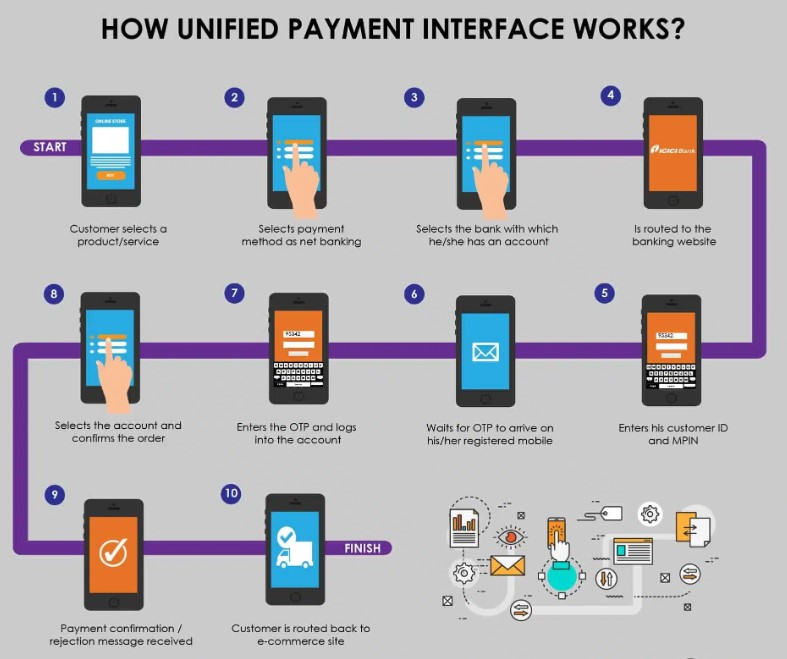 HOW UNIFIED PAYMENT INTERFACE WORKS?
1
2
3
4
START
ONLINE STORE
BUY
ICICI Bank
Customer selects a
product/service
Selects payment
method as net banking
Selects the bank with which
he/she has an account
Is routed to the
banking website
8
7
6
5
95342
95342
Selects the account and
confirms the order
Enters the OTP and logs
into the account
Waits for OTP to arrive on
his/her registered mobile
Enters his customer ID
and MPIN
9
10
FINISH
Payment confirmation /
rejection message received
Customer is routed back to
e-commerce site